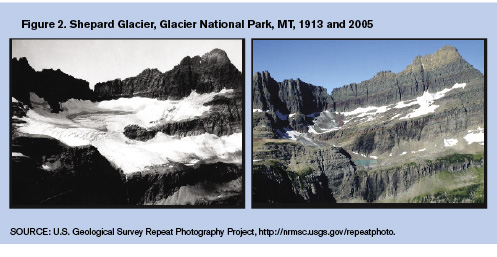 Figure 2. Shepard Glacier, Glacier National Park, MT, 1913 and 2005
SOURCE: U.S. Geological Survey Repeat Photography Project, http://nrmsc.usgs.gov/repeatphoto.